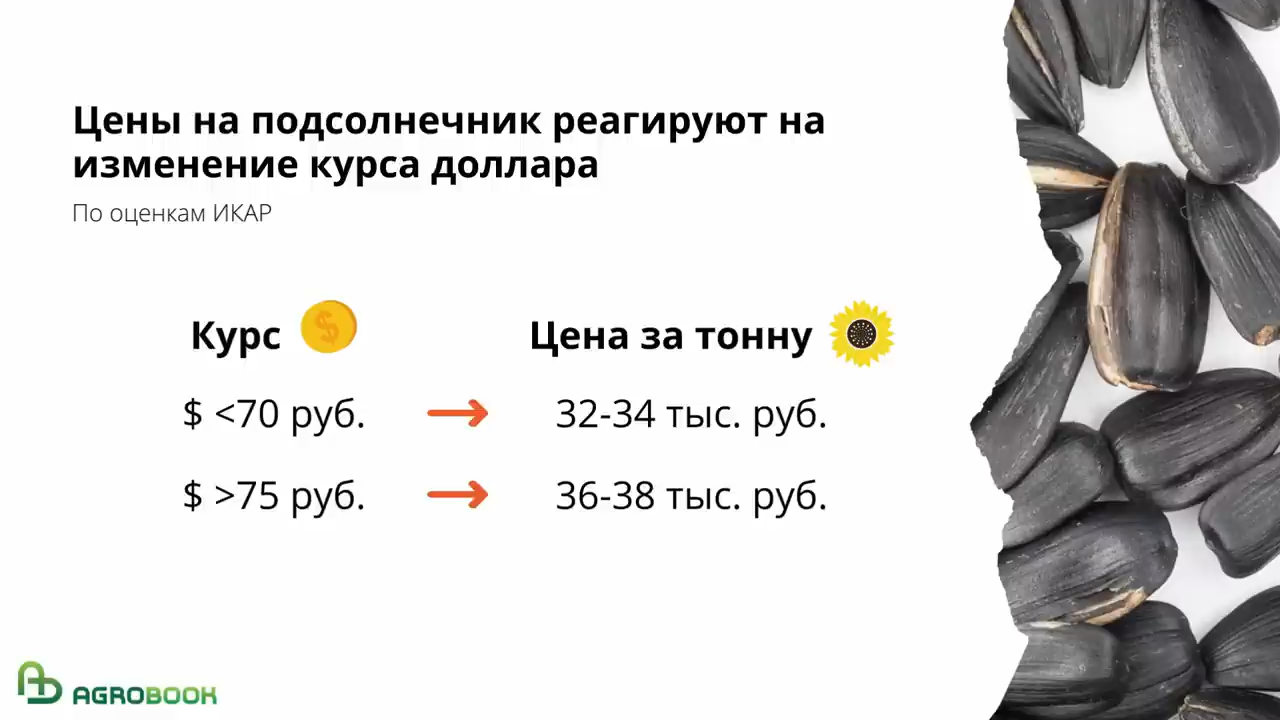 Цены на подсолнечник реагируют на
изменение курса доллара
По оценкам ИКАР
Курс $ Цена за тонну
$ <70 руб. → 32-34 тыс. руб.
$ >75 руб. → 36-38 тыс. руб.
AGROBOOK